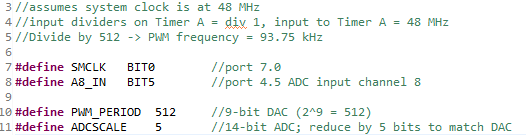 3 //assumes system clock is at 48 MHz
4 //input dividers on Timer A = div 1, input to Timer A = 48 MHz
5 //Divide by 512 -> PWM frequency = 93.75 kHz
6
7 #define SMCLK BIT0 //port 7.0
8 #define A8_IN BIT5 //port 4.5 ADC input channel 8
9
10 #define PWM_PERIOD 512 //9-bit DAC (2^9 = 512)
11 #define ADCSCALE 5 //14-bit ADC; reduce by 5 bits to match DAC